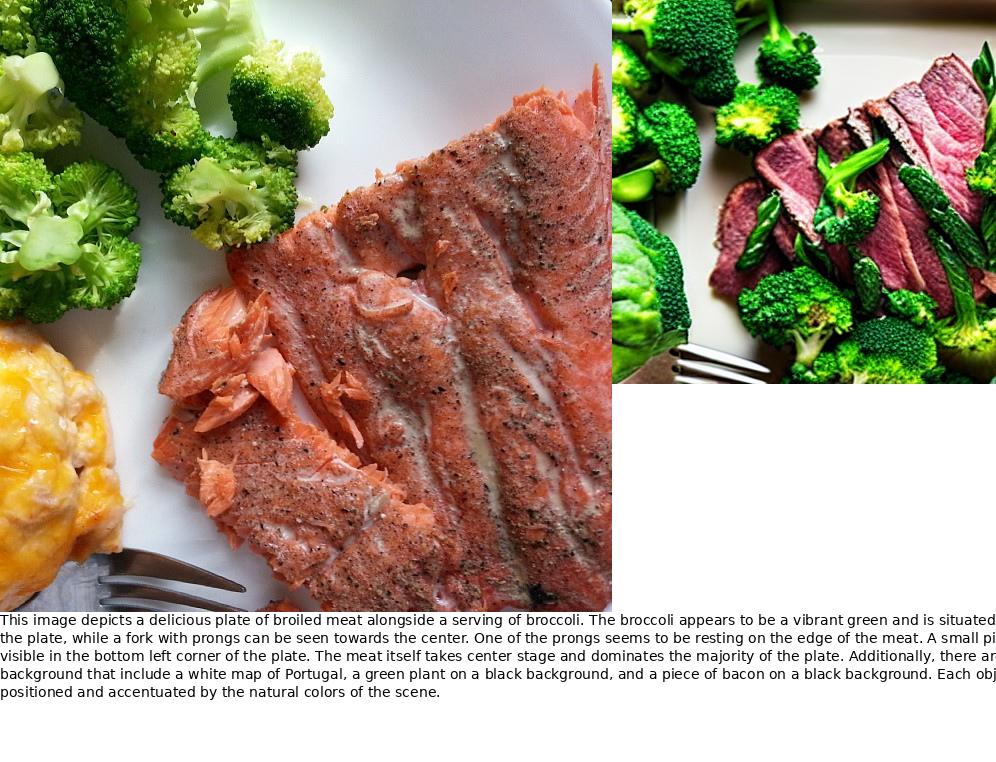 This image depicts a delicious plate of broiled meat alongside a serving of broccoli. The broccoli appears to be a vibrant green and is situated
the plate, while a fork with prongs can be seen towards the center. One of the prongs seems to be resting on the edge of the meat. A small
visible in the bottom left corner of the plate. The meat itself takes center stage and dominates the majority of the plate. Additionally, there
background that include a white map of Portugal, a green plant on a black background, and a piece of bacon on a black background. Each
positioned and accentuated by the natural colors of the scene.